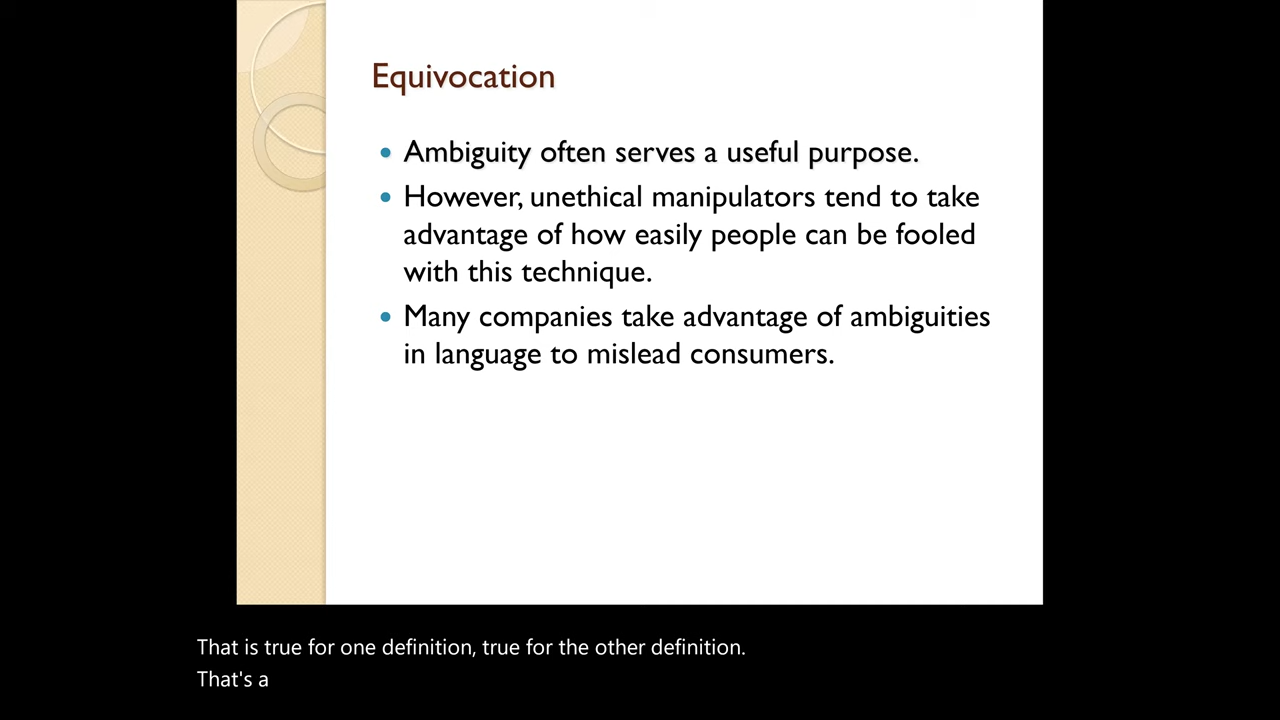 Equivocation
• Ambiguity often serves a useful purpose.
• However, unethical manipulators tend to take
advantage of how easily people can be fooled
with this technique.
• Many companies take advantage of ambiguities
in language to mislead consumers.
That is true for one definition, true for the other definition.
That's a